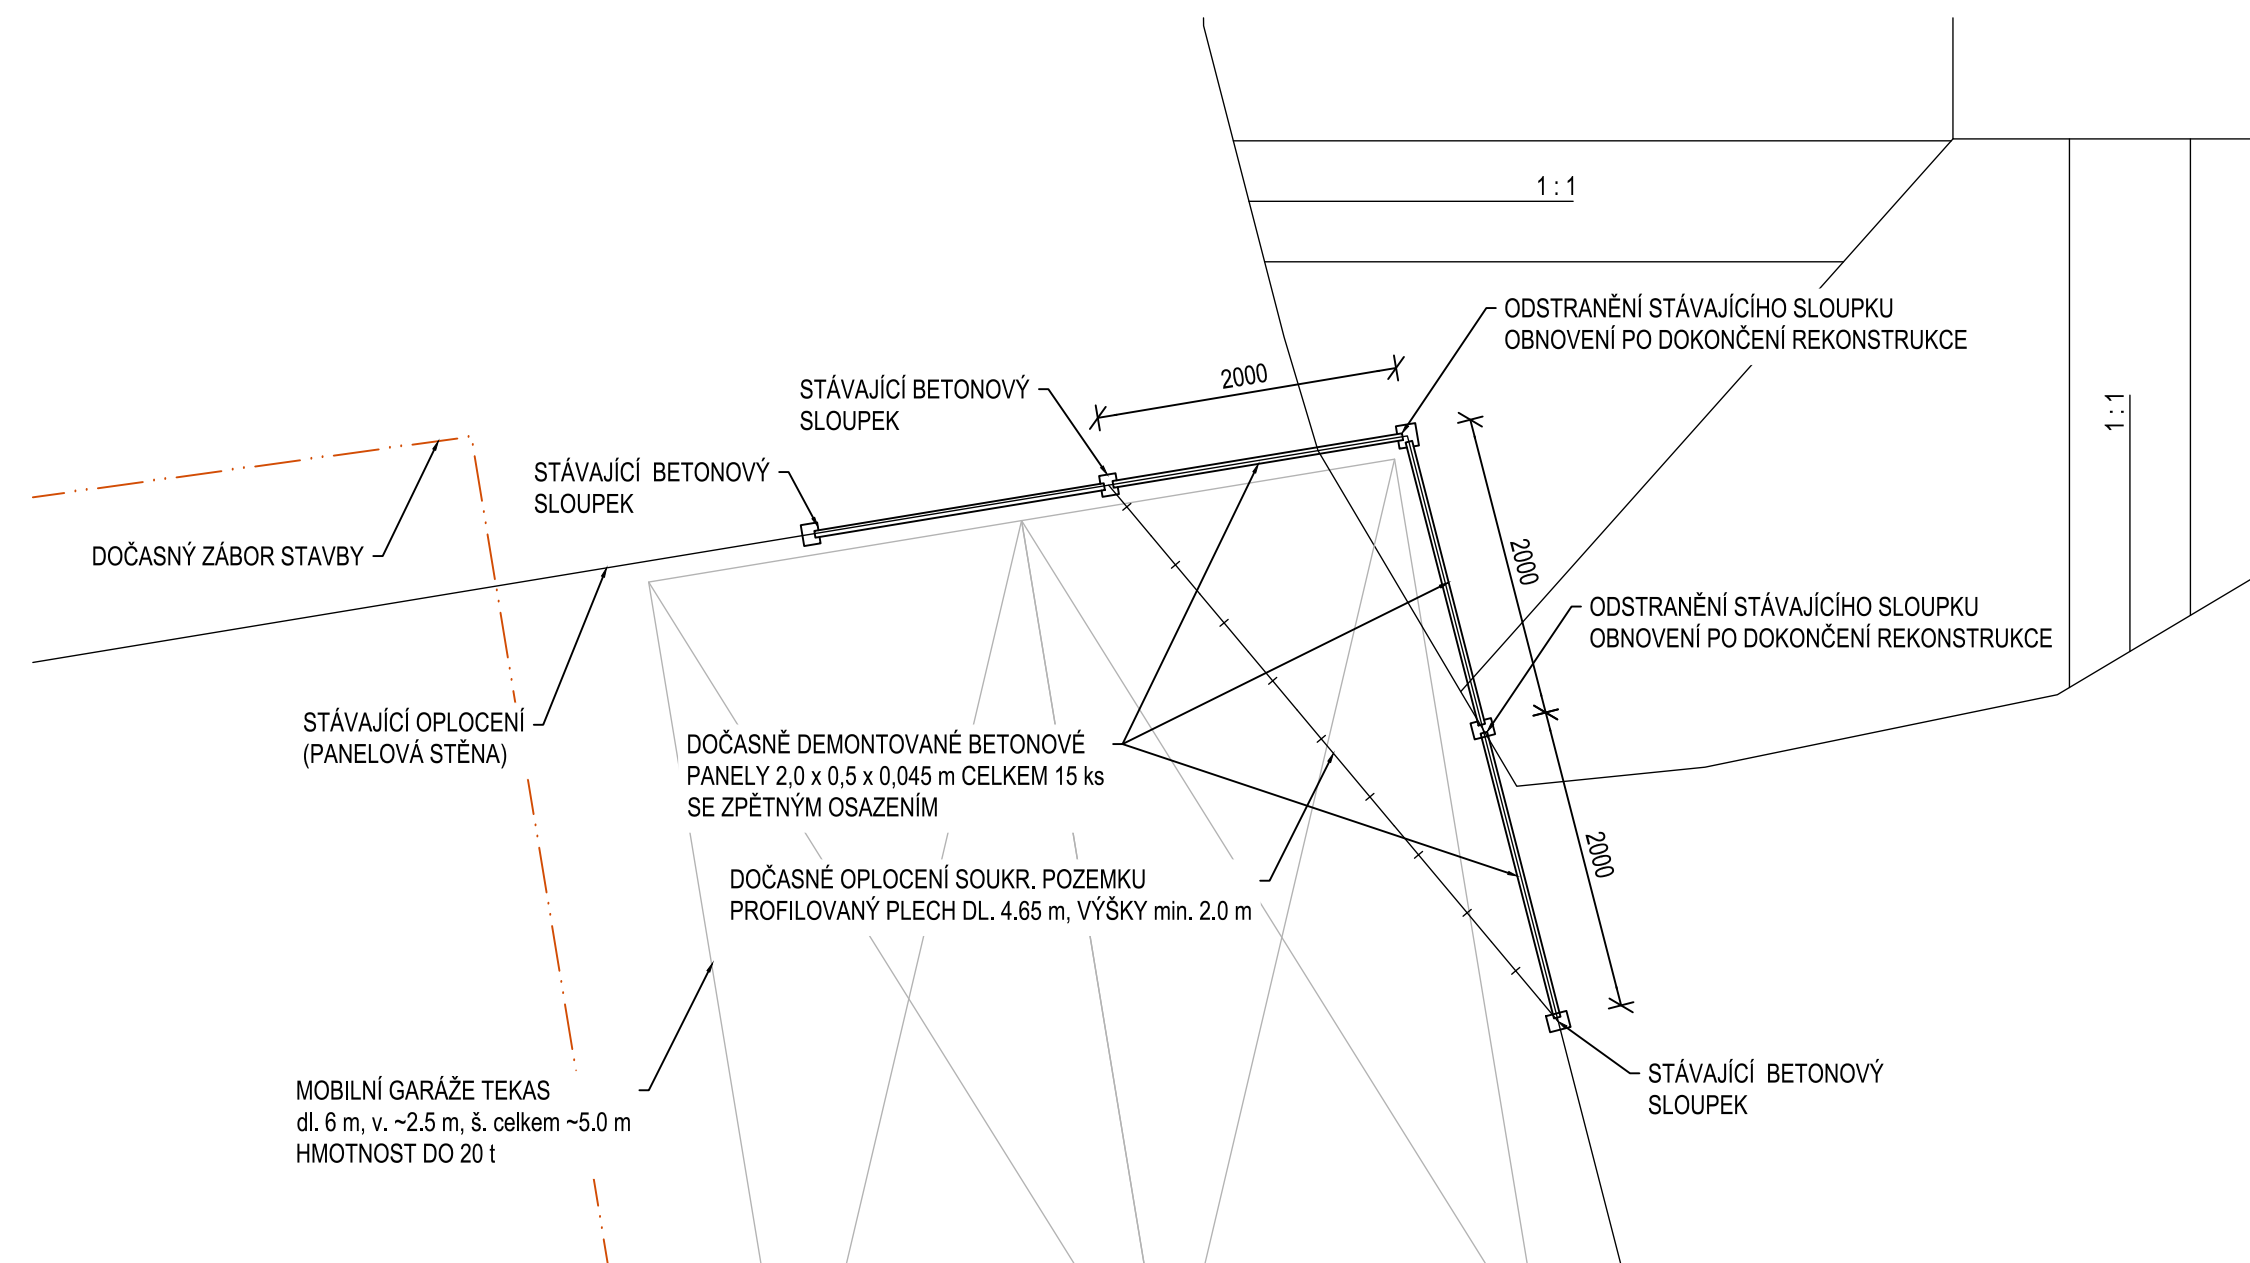 1 : 1
ODSTRANĚNÍ STÁVAJÍCÍHO SLOUPKU
OBNOVENÍ PO DOKONČENÍ REKONSTRUKCE
2000
STÁVAJÍCÍ BETONOVÝ
SLOUPEK
1 : 1
STÁVAJÍCÍ BETONOVÝ
SLOUPEK
DOČASNÝ ZÁBOR STAVBY
2000
ODSTRANĚNÍ STÁVAJÍCÍHO SLOUPKU
OBNOVENÍ PO DOKONČENÍ REKONSTRUKCE
STÁVAJÍCÍ OPLOCENÍ
(PANELOVÁ STĚNA)
DOČASNĚ DEMONTOVANÉ BETONOVÉ
PANELY 2,0 x 0,5 x 0,045 m CELKEM 15 ks
SE ZPĚTNÝM OSAZENÍM
2000
DOČASNÉ OPLOCENÍ SOUKR. POZEMKU
PROFILOVANÝ PLECH DL. 4.65 m, VÝŠKY min. 2.0 m
MOBILNÍ GARÁŽE TEKAS
dl. 6 m, v. ~2.5 m, š. celkem ~5.0 m
HMOTNOST DO 20 t
STÁVAJÍCÍ BETONOVÝ
SLOUPEK